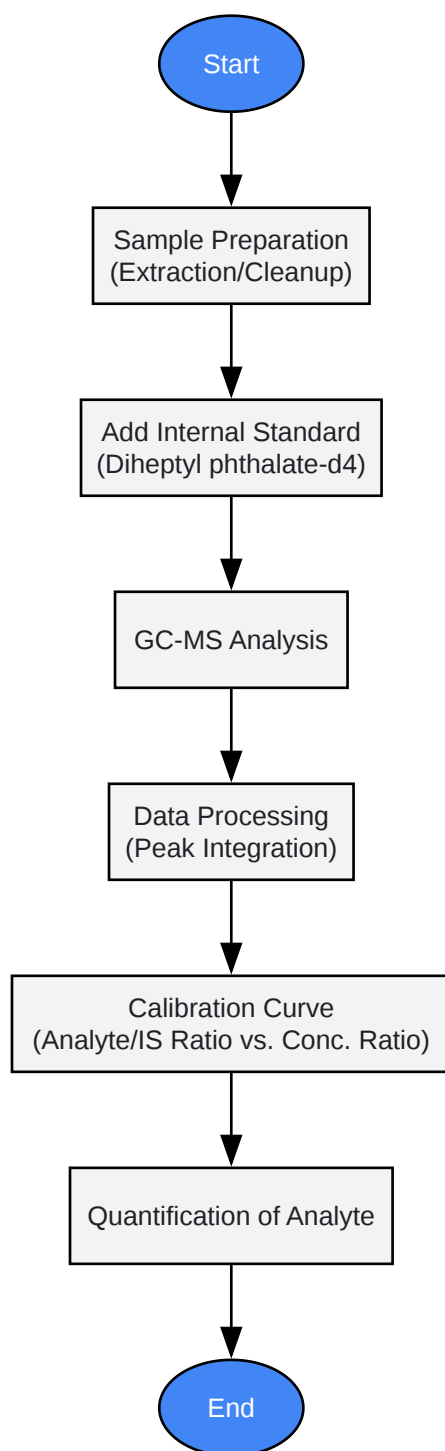 Start
Sample Preparation
(Extraction/Cleanup)
Add Internal Standard
(Diheptyl phthalate-d4)
GC-MS Analysis
Data Processing
(Peak Integration)
Calibration Curve
(Analyte/IS Ratio vs. Conc. Ratio)
Quantification of Analyte
End